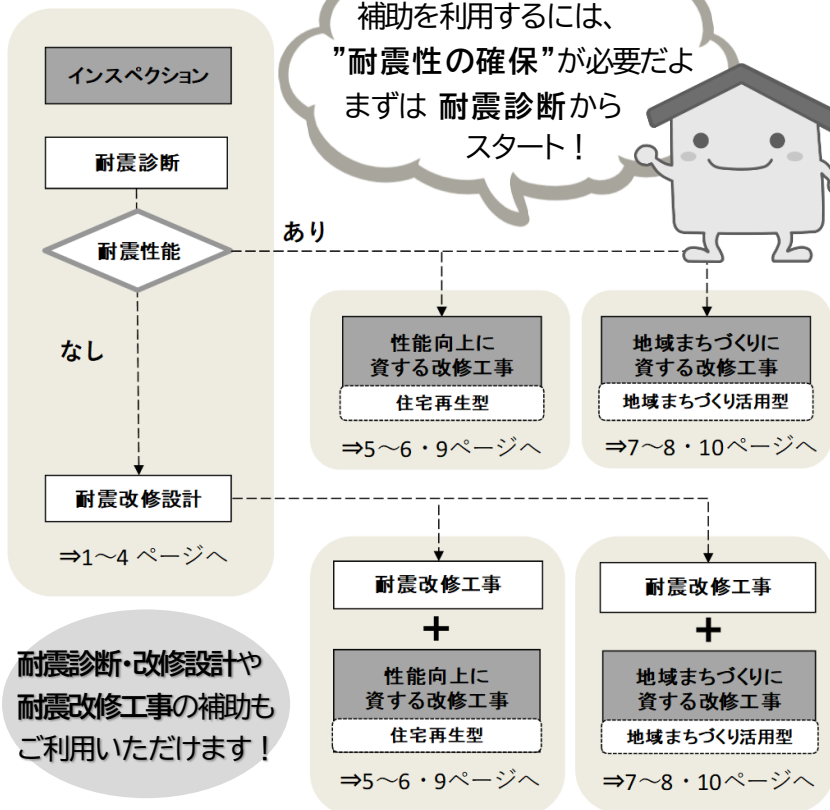 補助を利用するには、
”耐震性の確保”が必要だよ
まずは 耐震診断から
スタート！
インスペクション
耐震診断
耐震性能
あり
なし
性能向上に
資する改修工事
住宅再生型
⇒5～6・9ページへ
地域まちづくりに
資する改修工事
地域まちづくり活用型
⇒7～8・10ページへ
耐震改修設計
⇒1～4 ページへ
耐震改修工事
+
性能向上に
資する改修工事
住宅再生型
⇒5～6・9ページへ
耐震改修工事
+
地域まちづくりに
資する改修工事
地域まちづくり活用型
⇒7～8・10ページへ
耐震診断・改修設計や
耐震改修工事の補助も
ご利用いただけます！